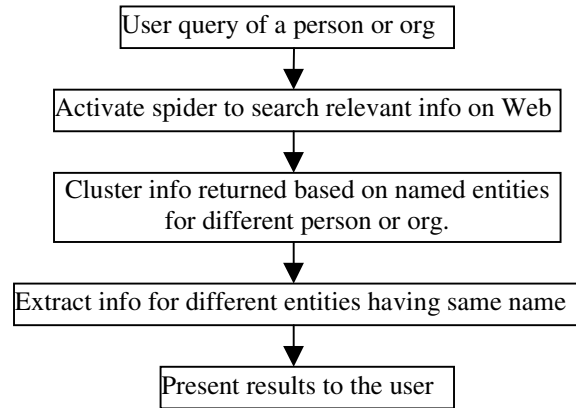 User query of a person or org
Activate spider to search relevant info on Web
Cluster info returned based on named entities
for different person or org.
Extract info for different entities having same name
Present results to the user